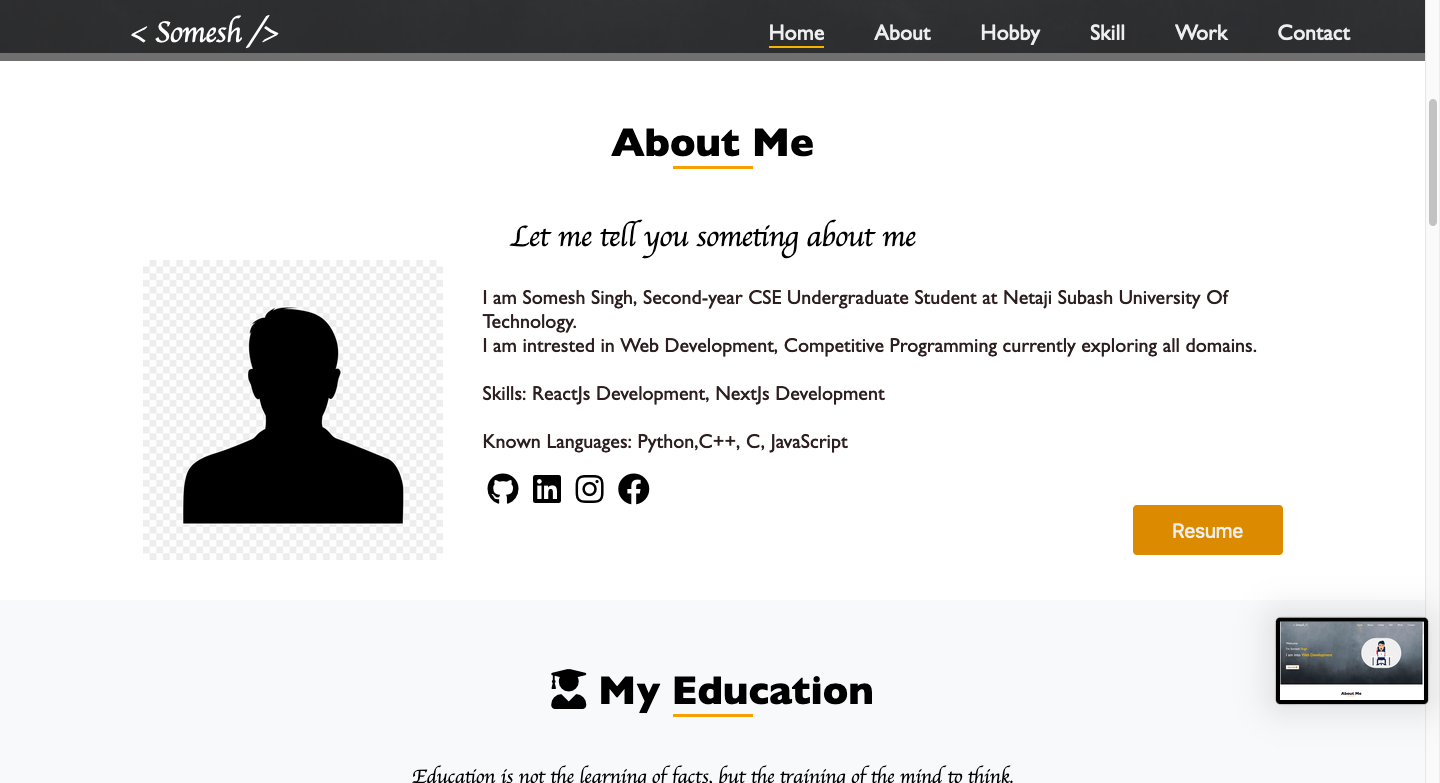 < Somesh />
Home About Hobby Skill Work Contact
About Me
Let me tell you someting about me
I am Somesh Singh, Second-year CSE Undergraduate Student at Netaji Subash University Of
Technology.
I am intrested in Web Development, Competitive Programming currently exploring all domains.
Skills: ReactJs Development, NextJs Development
Known Languages: Python,C++, C, JavaScript
Resume
My Education
Education is not the learning of facts, but the training of the mind to think.
About Me